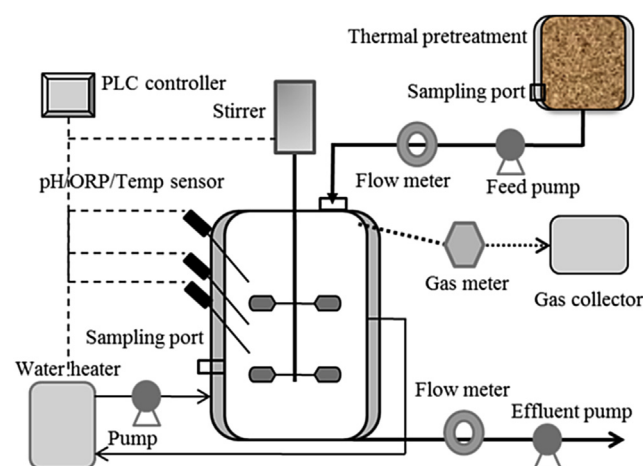 Thermal pretreatment
PLC controller
Sampling port
Stirrer
pH/ORP/Temp sensor
Flow meter
Feed pump
Gas meter
Gas collector
Sampling port
Water heater
Flow meter
Effluent pump
Pump